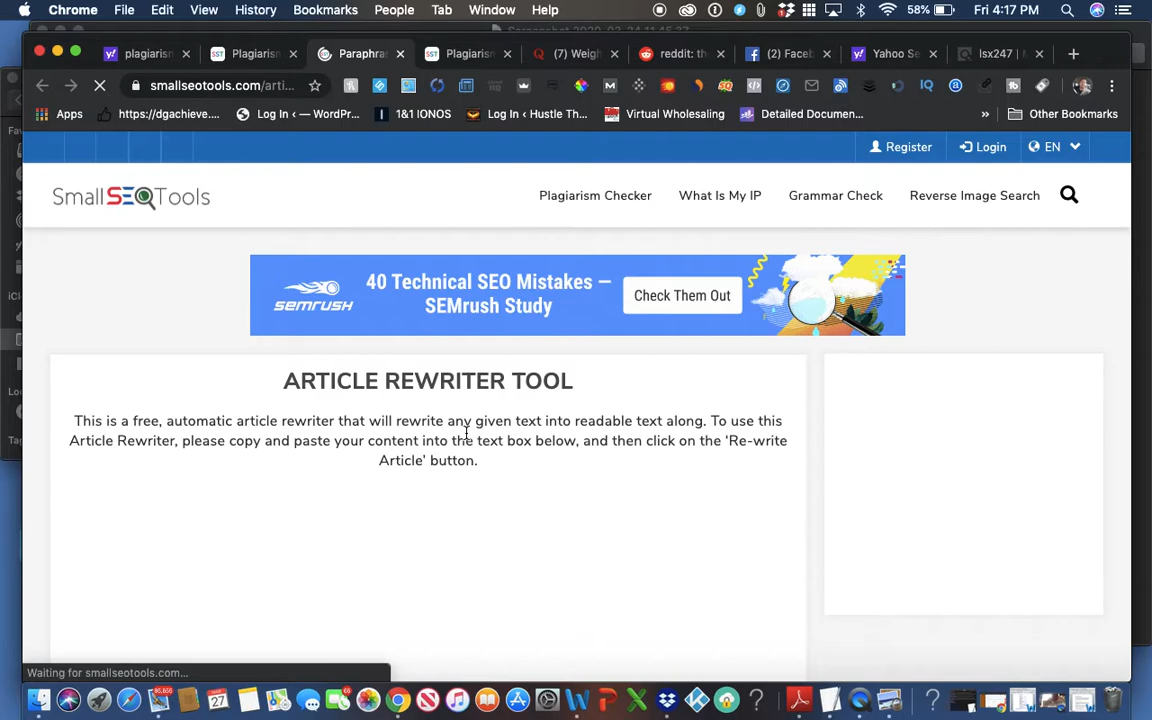 Chrome File Edit View History Bookmarks People Tab Window Help 58% Fri 4:17 PM
plagiarism Plagiarism Paraphras Plagiarism (7) Weigh reddit: the (2) Faceb Yahoo Se lsx247 | M
smallseotools.com/arti...
Apps https://dgachieve.... Log In ‹ — WordPr... 1&1 IONOS Log In ‹ Hustle Th... Virtual Wholesaling Detailed Documen... » Other Bookmarks
Register Login EN
SmallSEOTools Plagiarism Checker What Is My IP Grammar Check Reverse Image Search
40 Technical SEO Mistakes —
SEMrush Study
semrush
Check Them Out
ARTICLE REWRITER TOOL
This is a free, automatic article rewriter that will rewrite any given text into readable text along. To use this
Article Rewriter, please copy and paste your content into the text box below, and then click on the 'Re-write
Article' button.
Waiting for smallseotools.com...